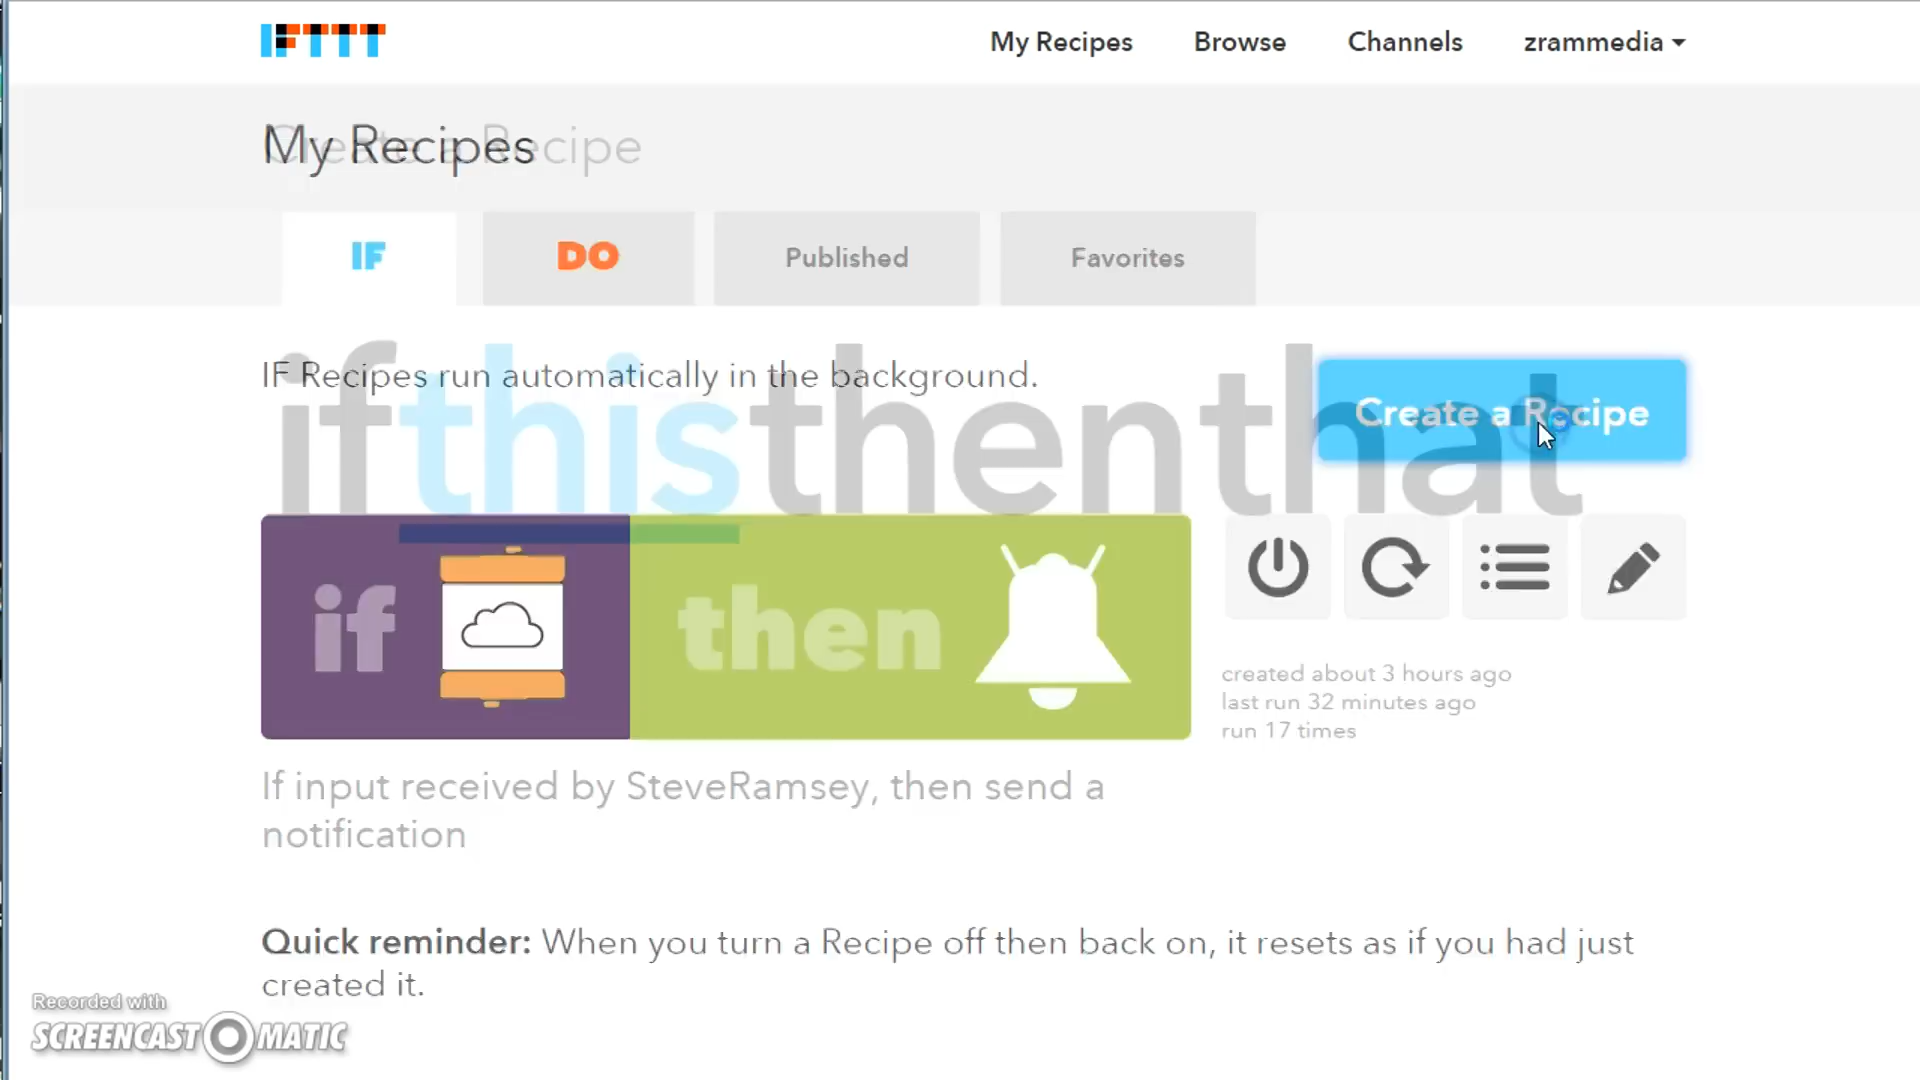 IFTTT
My Recipes
Browse
Channels
zrammedia
My Recipes
Create a Recipe
IF
DO
Published
Favorites
IF Recipes run automatically in the background.
ifthisthenthat
Create a Recipe
if
then
created about 3 hours ago
last run 32 minutes ago
run 17 times
If input received by SteveRamsey, then send a
notification
Quick reminder: When you turn a Recipe off then back on, it resets as if you had just
created it.
Recorded with
SCREENCAST MATIC